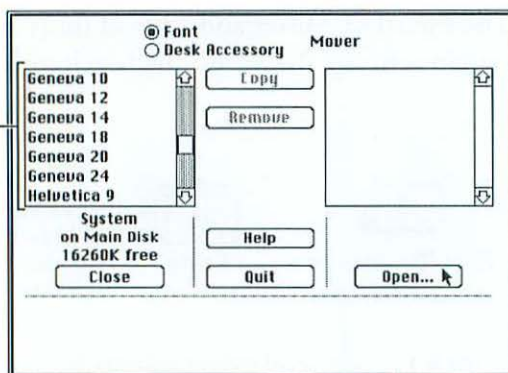 Font
Desk Accessory
Mover
Geneva 10
Geneva 12
Geneva 14
Geneva 18
Geneva 20
Geneva 24
Helvetica 9
Copy
Remove
System
on Main Disk
16260K free
Close
Help
Quit
Open...